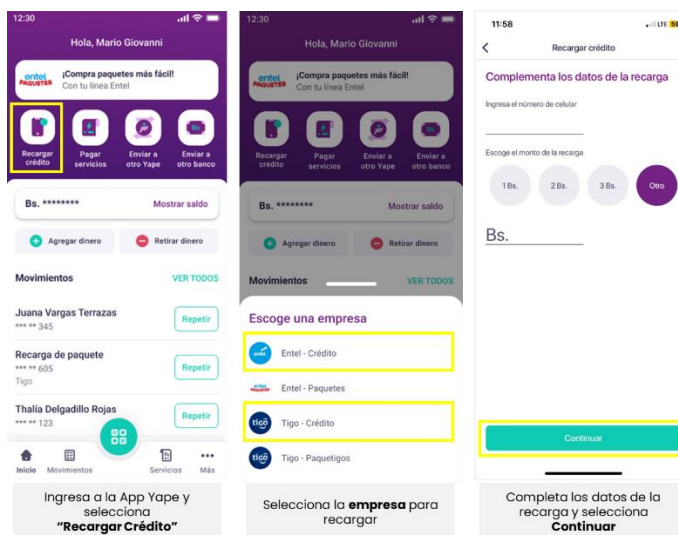 12:30
Hola, Mario Giovanni
entel
PAQUETES
¡Compra paquetes más fácil!
Con tu línea Entel
Recargar
crédito
Pagar
servicios
Enviar a
otro Yape
Enviar a
otro banco
Bs. ********
Mostrar saldo
Agregar dinero
Retirar dinero
Movimientos
VER TODOS
Juana Vargas Terrazas
*** ** 345
Repetir
Recarga de paquete
*** ** 605
Tigo
Repetir
Thalía Delgadillo Rojas
*** ** 123
Repetir
Inicio
Movimientos
Servicios
Más
Ingresa a la App Yape y
selecciona
“Recargar Crédito”
12:30
Hola, Mario Giovanni
entel
PAQUETES
¡Compra paquetes más fácil!
Con tu línea Entel
Recargar
crédito
Pagar
servicios
Enviar a
otro Yape
Enviar a
otro banco
Bs. ********
Mostrar saldo
Agregar dinero
Retirar dinero
Movimientos
VER TODOS
Escoge una empresa
entel
Entel - Crédito
entel
PAQUETES
Entel - Paquetes
tigo
Tigo - Crédito
tigo
Tigo - Paquetigos
Selecciona la empresa para
recargar
11:58
LTE
Recargar crédito
Complementa los datos de la recarga
Ingresa el número de celular
Escoge el monto de la recarga
1 Bs.
2 Bs.
3 Bs.
Otro
Bs.
Continuar
Completa los datos de la
recarga y selecciona
Continuar